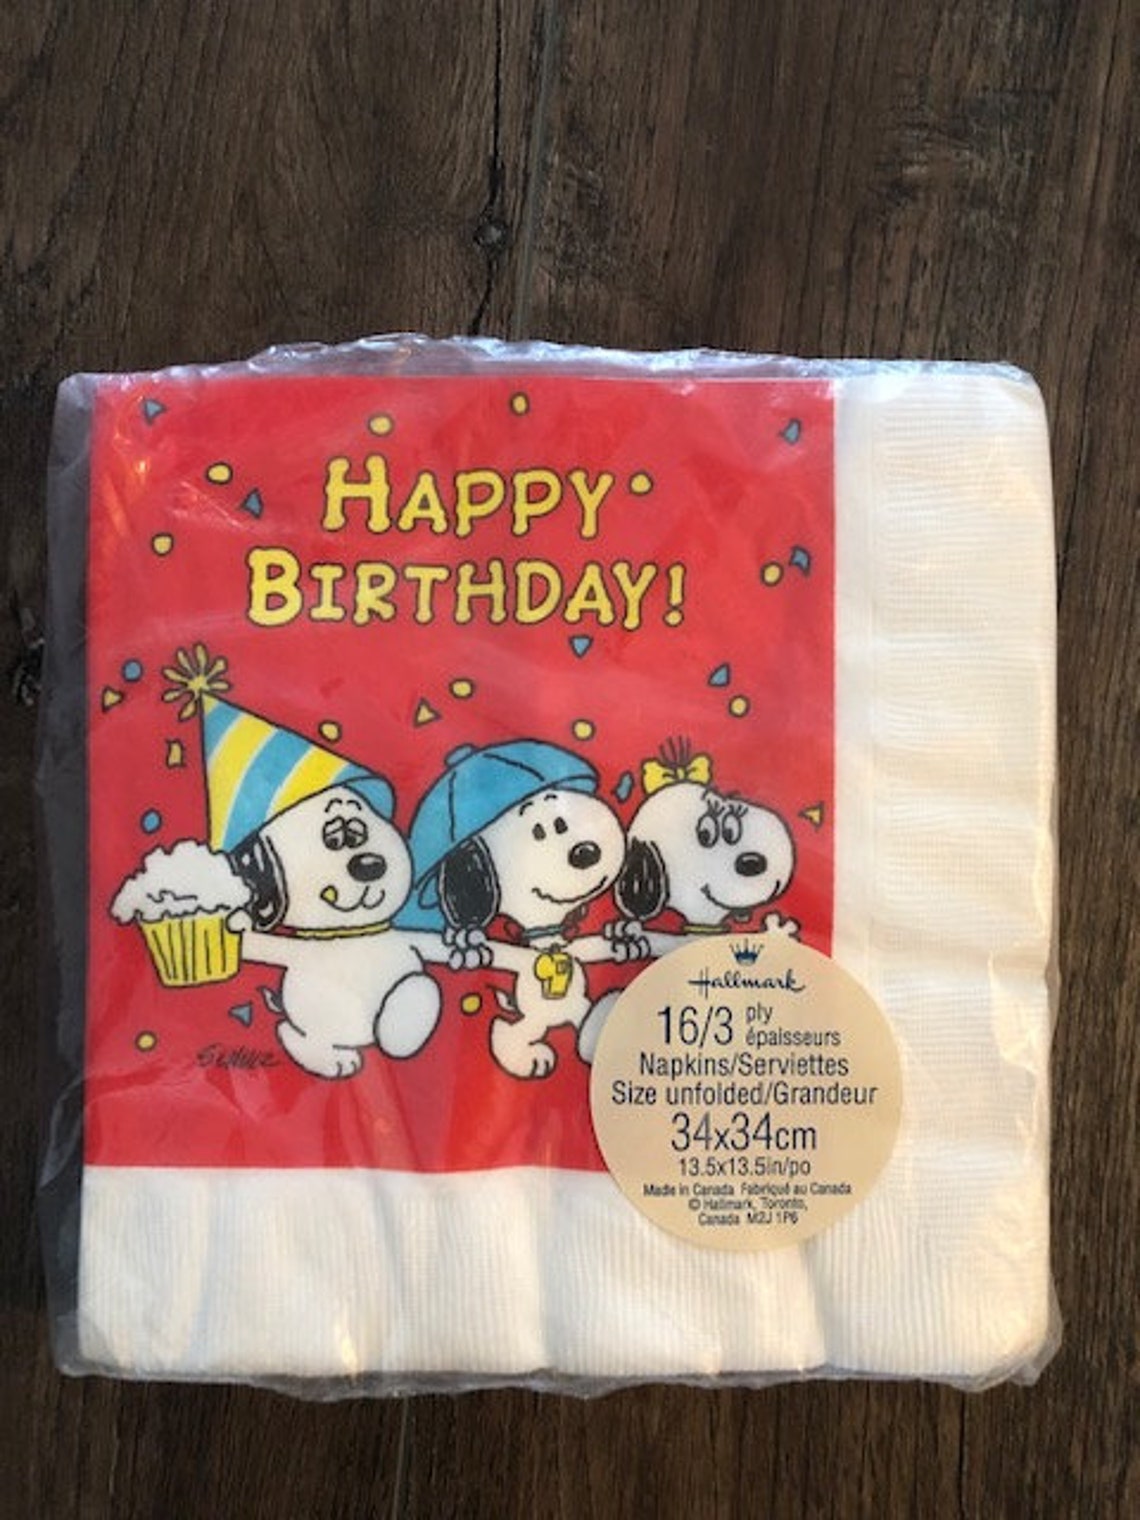 HAPPY
BIRTHDAY!
Schulz
Hallmark
16/3 ply
épaisseurs
Napkins/Serviettes
Size unfolded/Grandeur
34x34cm
13.5x13.5in/po
Made in Canada Fabriqué au Canada
© Hallmark, Toronto,
Canada M2J 1P6